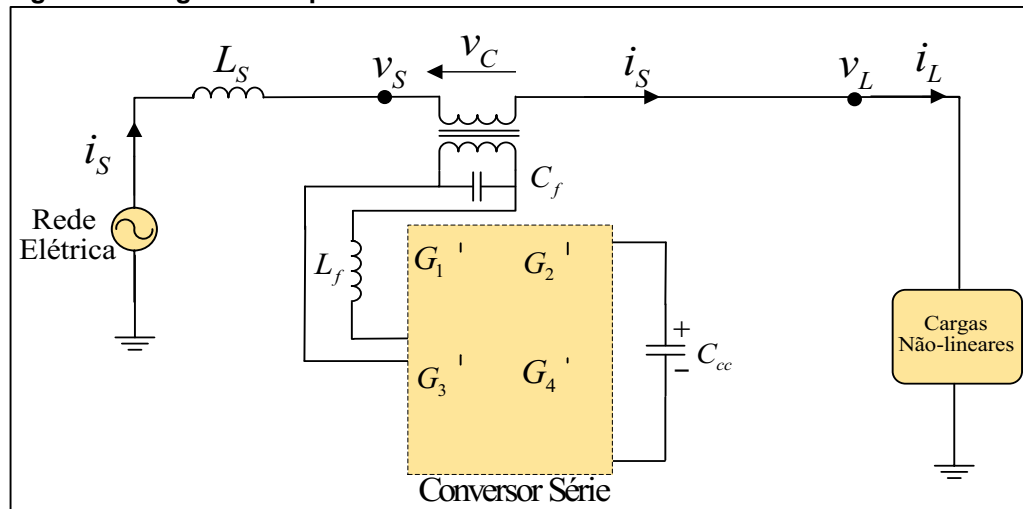 L_S
v_S
v_C
i_S
v_L
i_L
i_S
Rede
Elétrica
C_f
L_f
G_1
G_2
G_3
G_4
+
C_cc
−
Cargas
Não-lineares
Conversor Série